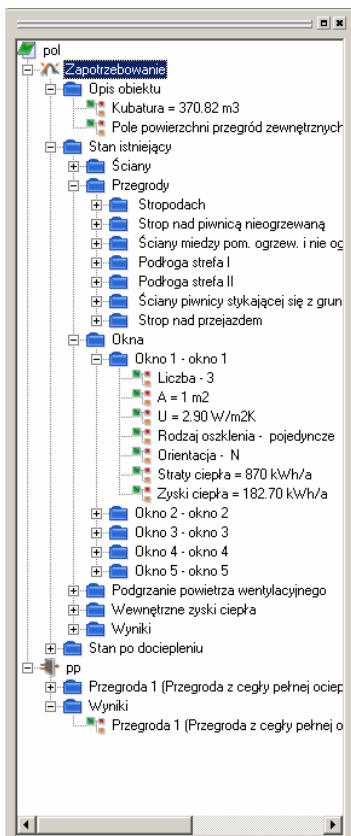 pol
Zapotrzebowanie
Opis obiektu
Kubatura = 370.82 m3
Pole powierzchni przegród zewnętrznych
Stan istniejący
Ściany
Przegrody
Stropodach
Strop nad piwnicą nieogrzewaną
Ściany miedzy pom. ogrzew. i nie og
Podłoga strefa I
Podłoga strefa II
Ściany piwnicy stykającej się z grun
Strop nad przejazdem
Okna
Okno 1 - okno 1
Liczba - 3
A = 1 m2
U = 2.90 W/m2K
Rodzaj oszklenia - pojedyncze
Orientacja - N
Straty ciepła = 870 kWh/a
Zyski ciepła = 182.70 kWh/a
Okno 2 - okno 2
Okno 3 - okno 3
Okno 4 - okno 4
Okno 5 - okno 5
Podgrzanie powietrza wentylacyjnego
Wewnętrzne zyski ciepła
Wyniki
Stan po dociepleniu
pp
Przegroda 1 (Przegroda z cegły pełnej ociep
Wyniki
Przegroda 1 (Przegroda z cegły pełnej o